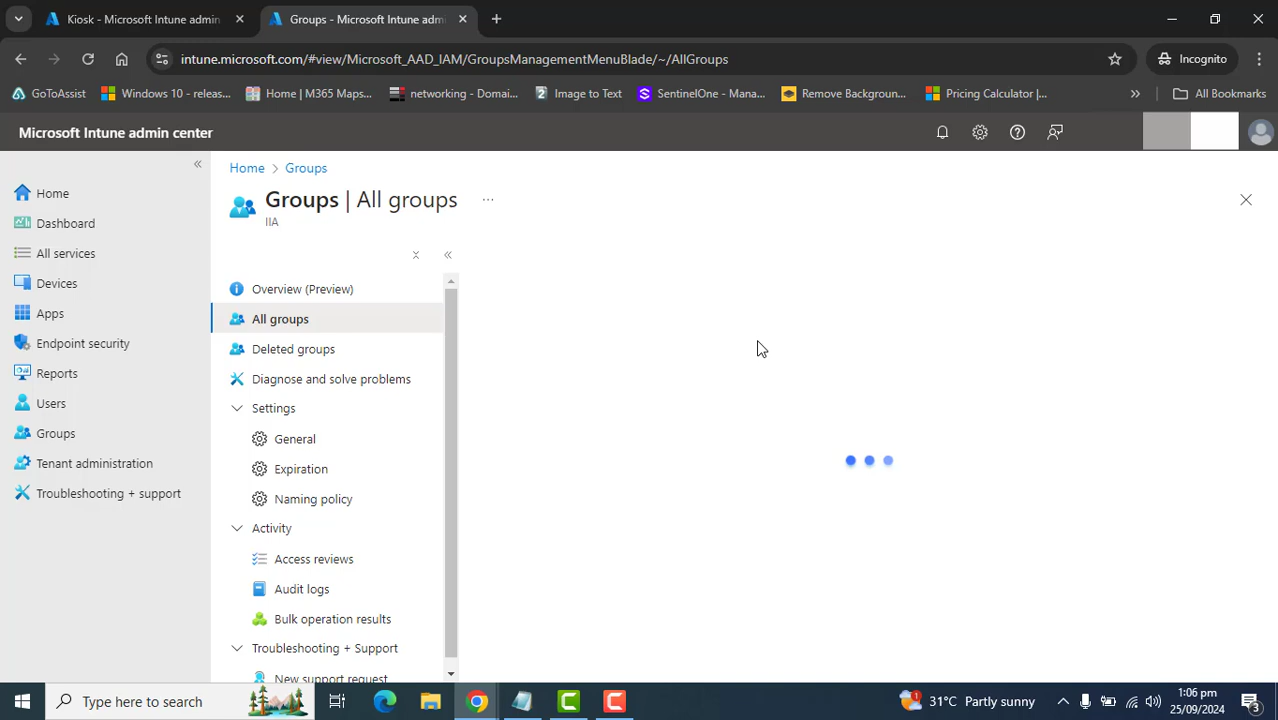 Kiosk - Microsoft Intune admin
Groups - Microsoft Intune adm
intune.microsoft.com/#view/Microsoft_AAD_IAM/GroupsManagementMenuBlade/~/AllGroups
Incognito
GoToAssist
Windows 10 - releas...
Home | M365 Maps...
networking - Domai...
Image to Text
SentinelOne - Mana...
Remove Backgroun...
Pricing Calculator |...
All Bookmarks
Microsoft Intune admin center
Home > Groups
Groups | All groups
IIA
Home
Dashboard
All services
Devices
Apps
Endpoint security
Reports
Users
Groups
Tenant administration
Troubleshooting + support
Overview (Preview)
All groups
Deleted groups
Diagnose and solve problems
Settings
General
Expiration
Naming policy
Activity
Access reviews
Audit logs
Bulk operation results
Troubleshooting + Support
New support request
Type here to search
1
31°C Partly sunny
1:06 pm
25/09/2024
3